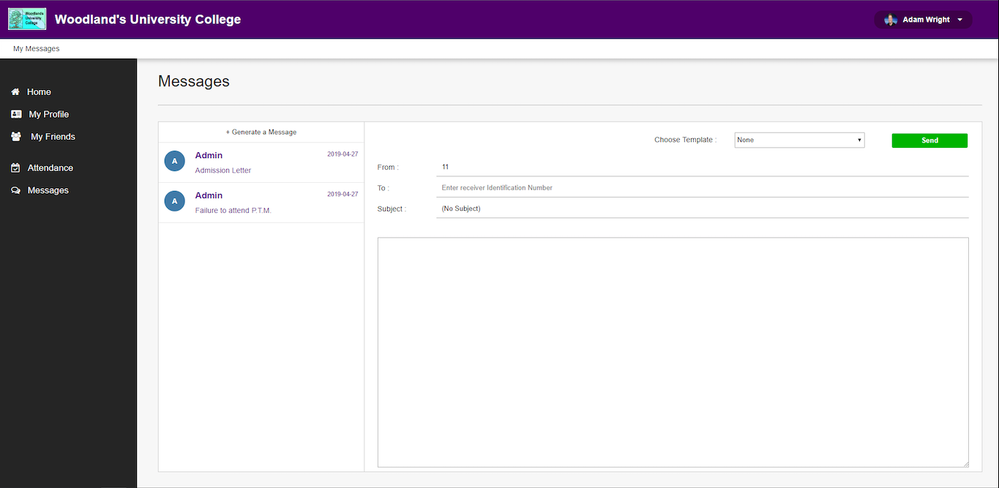 Woodlands
University
College
Woodland's University College
Adam Wright
My Messages
Home
My Profile
My Friends
Attendance
Messages
Messages
+ Generate a Message
A
Admin
2019-04-27
Admission Letter
A
Admin
2019-04-27
Failure to attend P.T.M.
Choose Template :
None
Send
From :
11
To :
Enter receiver Identification Number
Subject :
(No Subject)